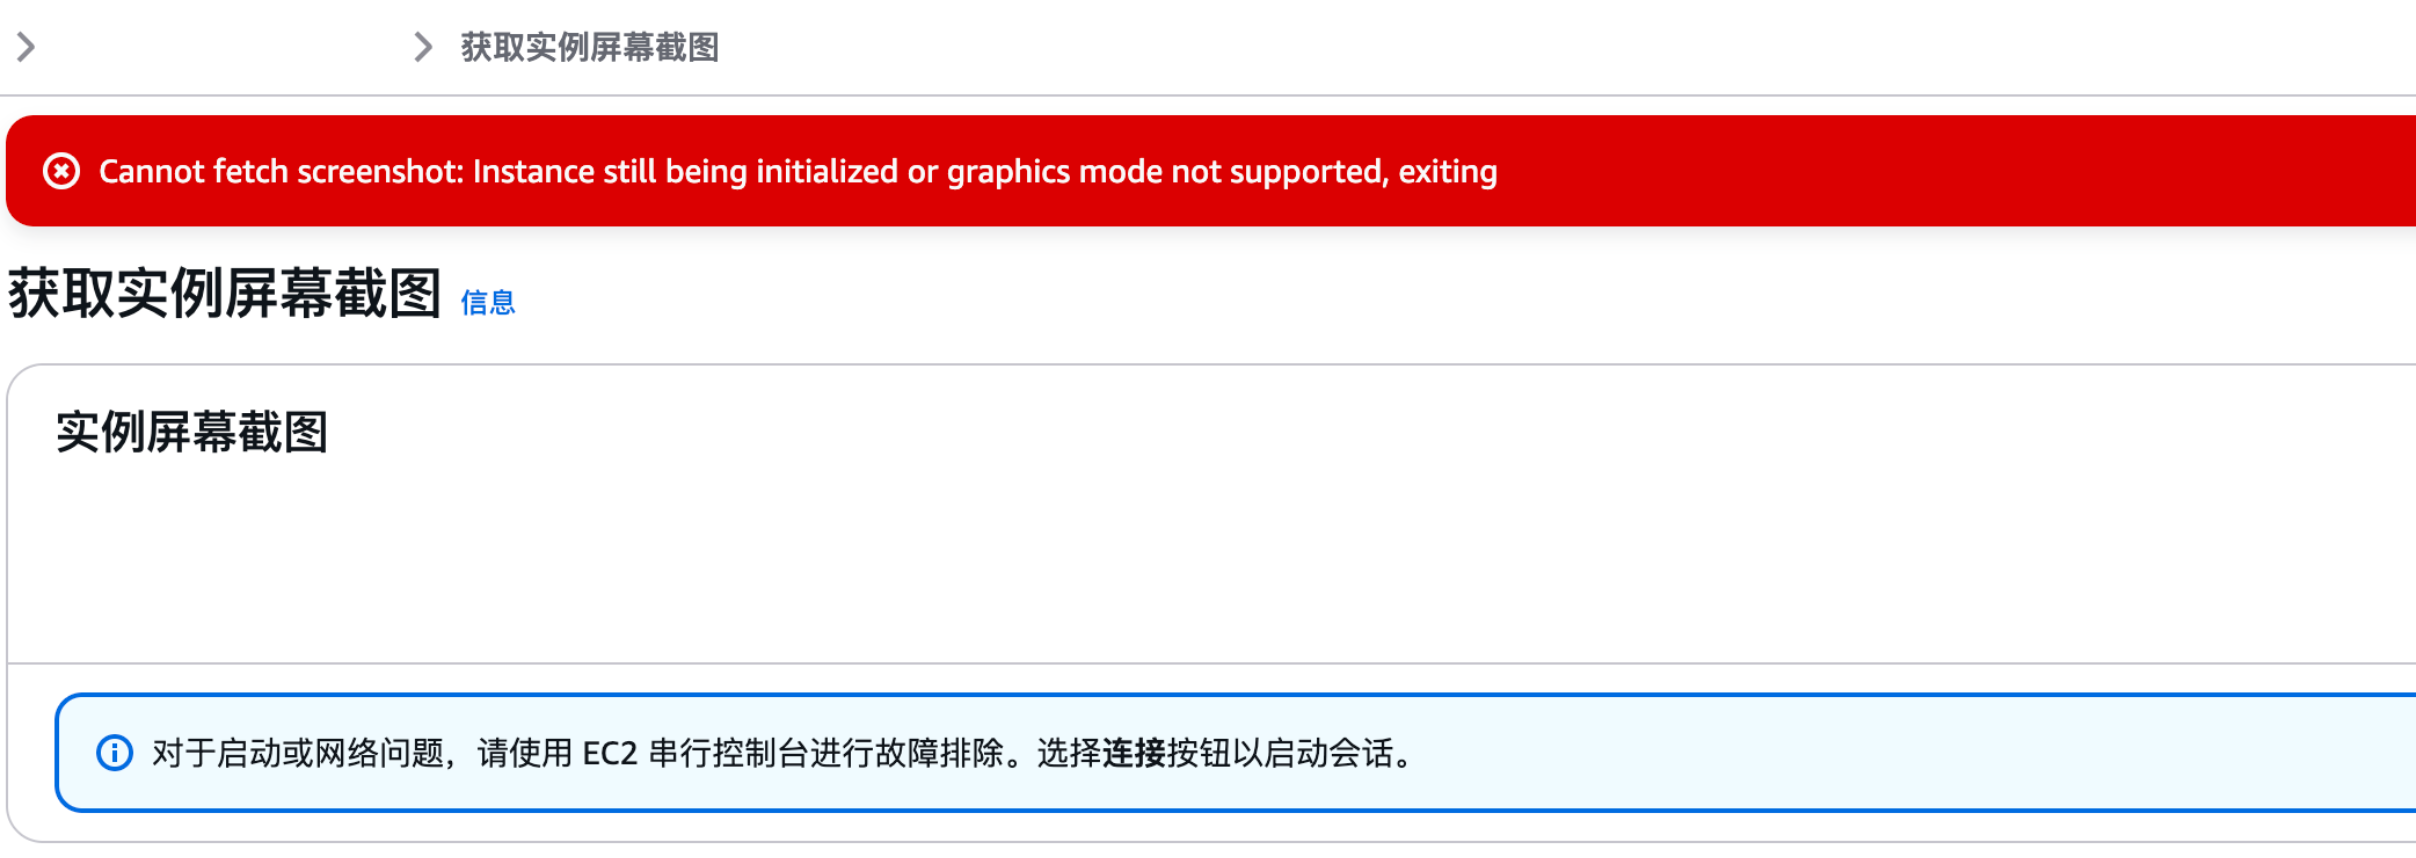 获取实例屏幕截图
Cannot fetch screenshot: Instance still being initialized or graphics mode not supported, exiting
获取实例屏幕截图 信息
实例屏幕截图
对于启动或网络问题，请使用 EC2 串行控制台进行故障排除。选择连接按钮以启动会话。